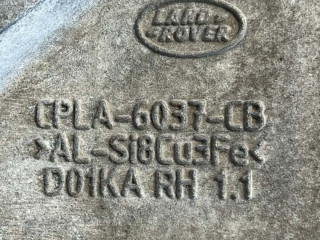 LAND-
-ROVER
CPLA-6037-CB
>AL-Si8Cu3Fe<
D01KA RH 1.1